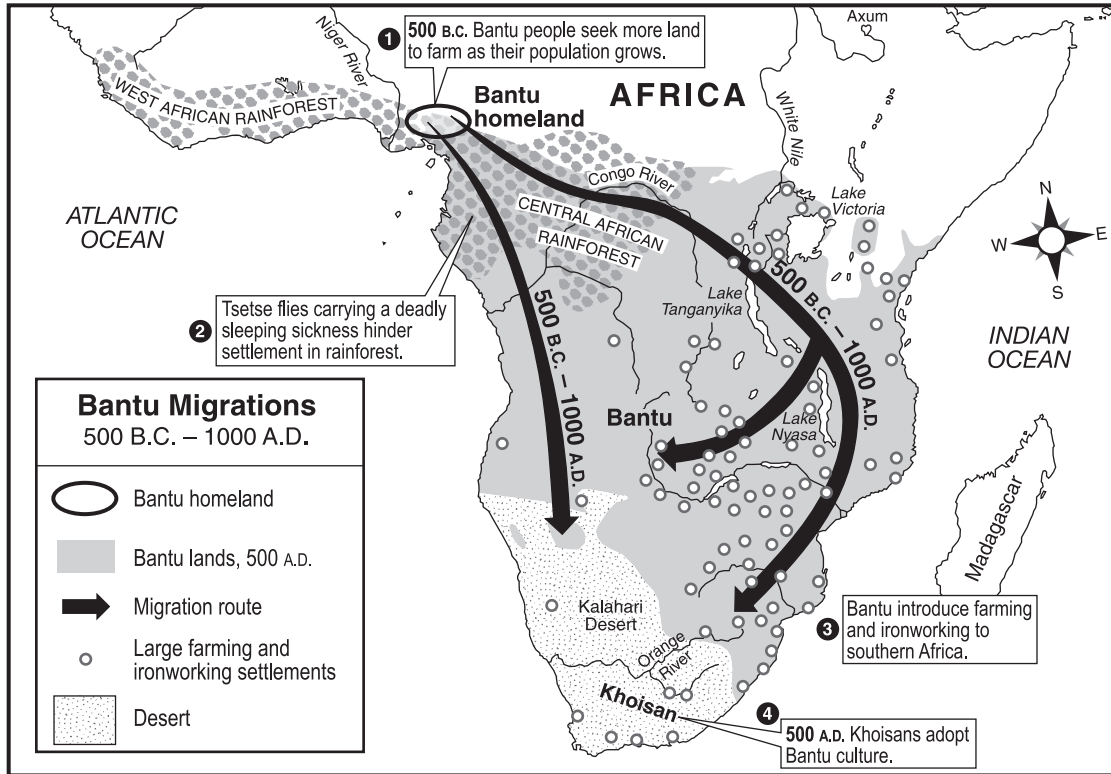 1 500 B.C. Bantu people seek more land
to farm as their population grows.
Axum
Niger River
WEST AFRICAN RAINFOREST
Bantu
homeland
AFRICA
White Nile
Congo River
Lake
Victoria
ATLANTIC
OCEAN
CENTRAL AFRICAN
RAINFOREST
N
W
E
S
2 Tsetse flies carrying a deadly
sleeping sickness hinder
settlement in rainforest.
Lake
Tanganyika
500 B.C. – 1000 A.D.
500 B.C. – 1000 A.D.
INDIAN
OCEAN
Bantu
Lake
Nyasa
Madagascar
Bantu Migrations
500 B.C. – 1000 A.D.
Bantu homeland
Bantu lands, 500 A.D.
Migration route
Large farming and
ironworking settlements
Desert
Kalahari
Desert
Orange
River
3 Bantu introduce farming
and ironworking to
southern Africa.
Khoisan
4 500 A.D. Khoisans adopt
Bantu culture.